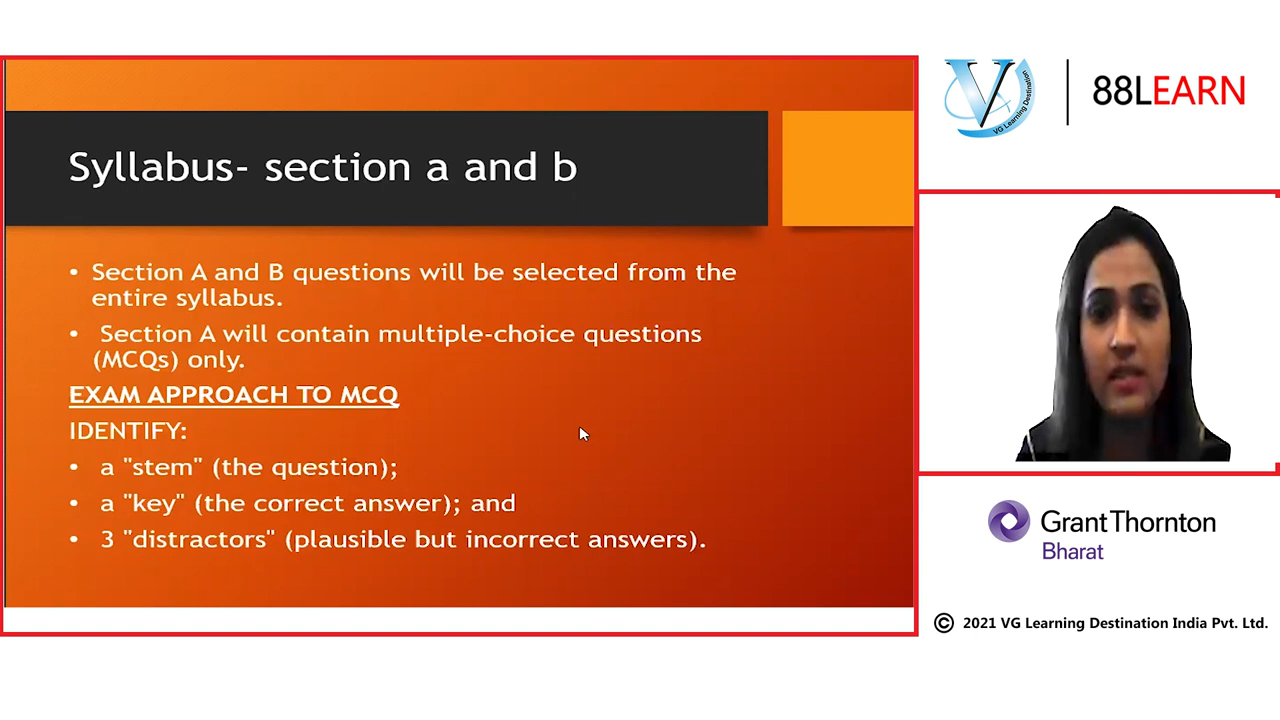 Syllabus- section a and b
• Section A and B questions will be selected from the
entire syllabus.
• Section A will contain multiple-choice questions
(MCQs) only.
EXAM APPROACH TO MCQ
IDENTIFY:
• a "stem" (the question);
• a "key" (the correct answer); and
• 3 "distractors" (plausible but incorrect answers).
V
VG Learning Destination
88LEARN
Grant Thornton
Bharat
© 2021 VG Learning Destination India Pvt. Ltd.